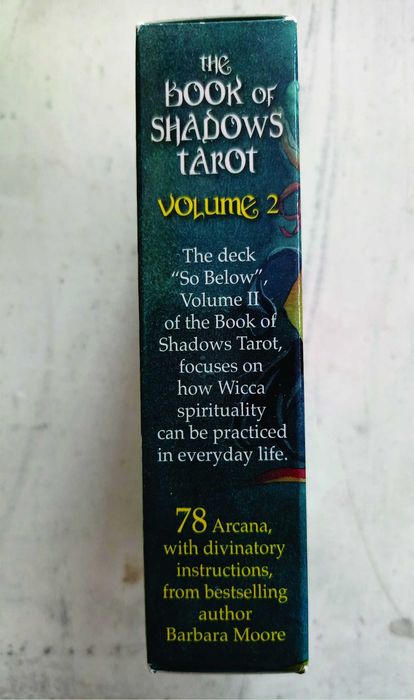 the
BOOK OF
SHADOWS
TAROT
VOLUME 2
The deck
“So Below”,
Volume II
of the Book of
Shadows Tarot,
focuses on
how Wicca
spirituality
can be practiced
in everyday life.
78 Arcana,
with divinatory
instructions,
from bestselling
author
Barbara Moore